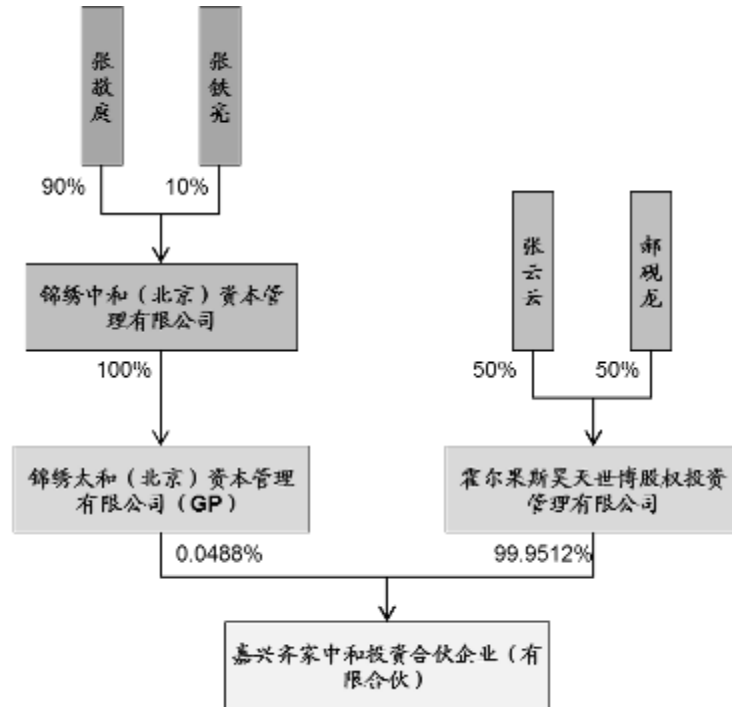 张敬庭
张铁亮
90%
10%
张云云
郝砚龙
锦绣中和（北京）资本管
理有限公司
100%
50%
50%
锦绣太和（北京）资本管理
有限公司（GP）
霍尔果斯昊天世博股权投资
管理有限公司
0.0488%
99.9512%
嘉兴齐家中和投资合伙企业（有
限合伙）